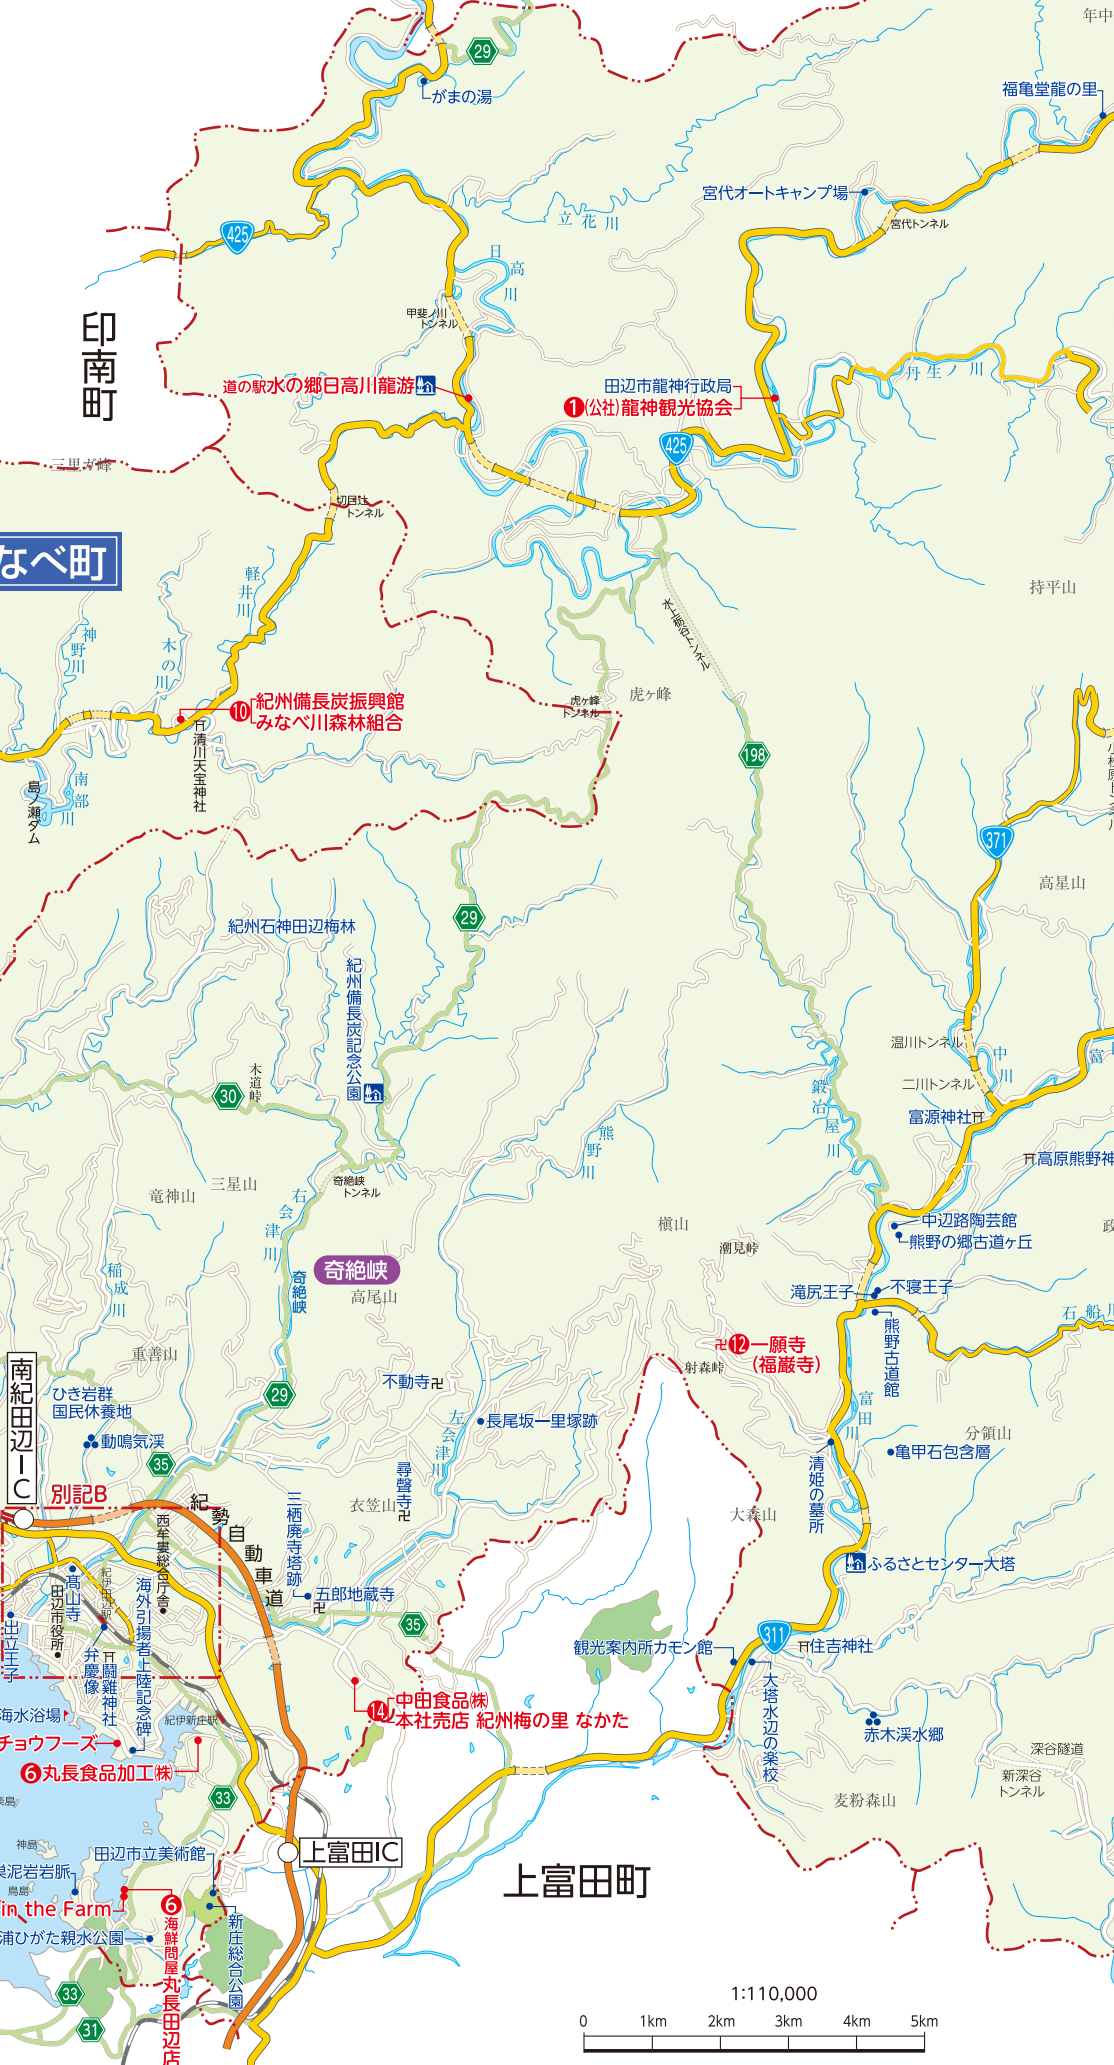 年中
29
がまの湯
福亀堂龍の里
宮代オートキャンプ場
宮代トンネル
立花川
425
日高川
印南町
甲斐ノ川
トンネル
道の駅水の郷日高川龍游
田辺市龍神行政局
1(公社)龍神観光協会
丹生ノ川
425
三里ガ峰
切目辻
トンネル
なべ町
軽井川
持平山
水上栃谷トンネル
神野川
木の川
虎ヶ峰
虎ヶ峰
トンネル
10
紀州備長炭振興館
みなべ川森林組合
清川天宝神社
198
南部川
島ノ瀬ダム
371
高星山
29
紀州石神田辺梅林
紀州備長炭記念公園
温川トンネル
中川
富
二川トンネル
木道峠
30
鍛冶屋川
富源神社
熊野川
高原熊野神
奇絶峡
トンネル
竜神山
三星山
右会津川
槇山
中辺路陶芸館
熊野の郷古道ヶ丘
潮見峠
政
奇絶峡
奇絶峡
稲成川
高尾山
滝尻王子
不寝王子
石船川
熊野古道館
12一願寺
(福巌寺)
重善山
射森峠
南紀田辺IC
ひき岩群
国民休養地
29
不動寺
富田川
動鳴気渓
左会津川
長尾坂一里塚跡
分領山
亀甲石包含層
35
清姫の墓所
別記B
尋聲寺
紀勢自動車道
三栖廃寺塔跡
衣笠山
大森山
西牟婁総合庁舎
紀伊田辺駅
海外引揚者上陸記念碑
ふるさとセンター大塔
高山寺
田辺市役所
五郎地蔵寺
35
出立王子
弁慶像
闘雞神社
311
観光案内所カモン館
住吉神社
大塔水辺の楽校
14
中田食品㈱
本社売店 紀州梅の里 なかた
海水浴場
紀伊新庄駅
赤木渓水郷
チョウフーズ
深谷隧道
6丸長食品加工㈱
新深谷
トンネル
33
麦粉森山
神島
田辺市立美術館
上富田IC
上富田町
泥岩岩脈
鳥島
in the Farm
6海鮮問屋丸長田辺店
浦ひがた親水公園
新庄総合公園
33
31
1:110,000
0 1km 2km 3km 4km 5km